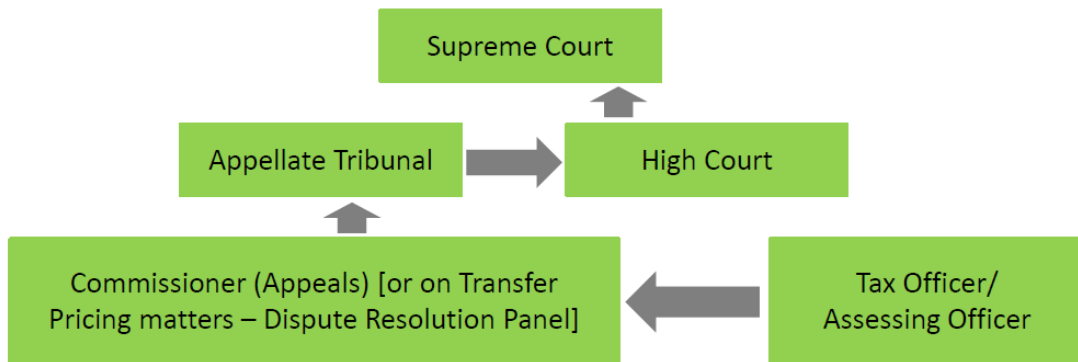 Supreme Court
Appellate Tribunal
High Court
Commissioner (Appeals) [or on Transfer
Pricing matters – Dispute Resolution Panel]
Tax Officer/
Assessing Officer